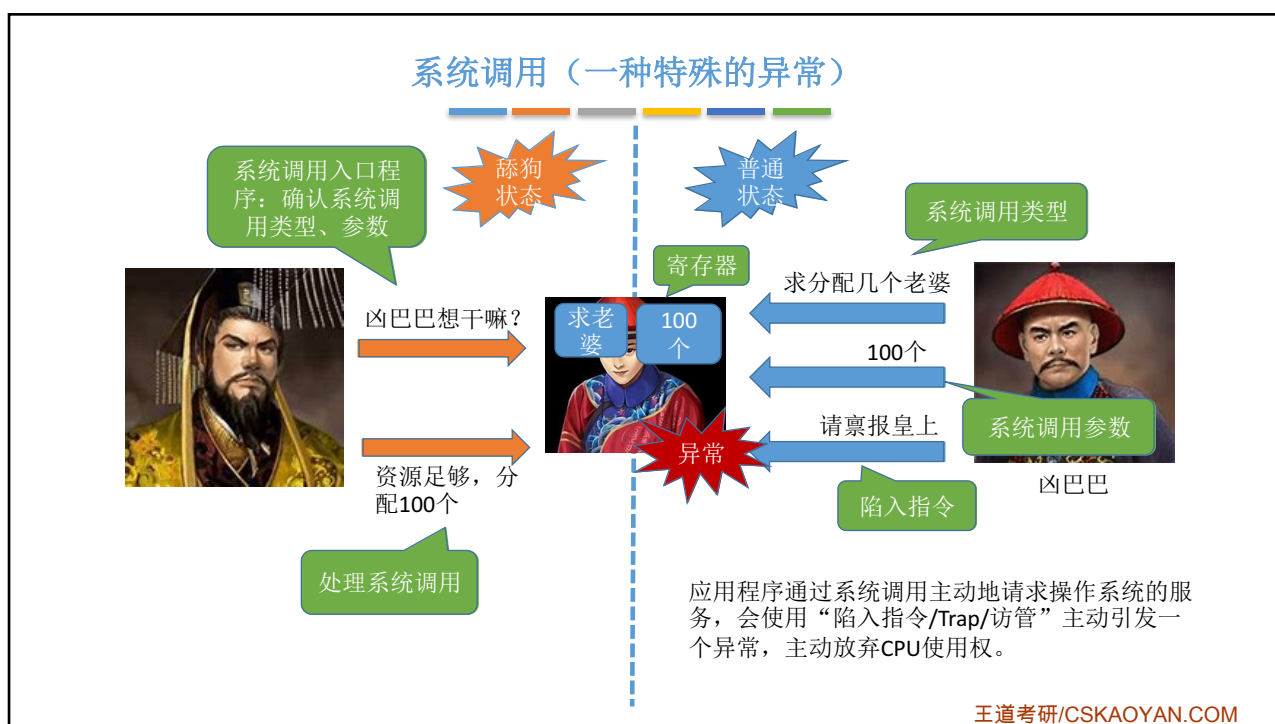 系统调用（一种特殊的异常）
系统调用入口程
序：确认系统调
用类型、参数
舔狗
状态
普通
状态
系统调用类型
寄存器
凶巴巴想干嘛？
求老
婆
100
个
求分配几个老婆
100个
系统调用参数
请禀报皇上
异常
资源足够，分
配100个
陷入指令
凶巴巴
处理系统调用
应用程序通过系统调用主动地请求操作系统的服
务，会使用“陷入指令/Trap/访管”主动引发一
个异常，主动放弃CPU使用权。
王道考研/CSKAOYAN.COM